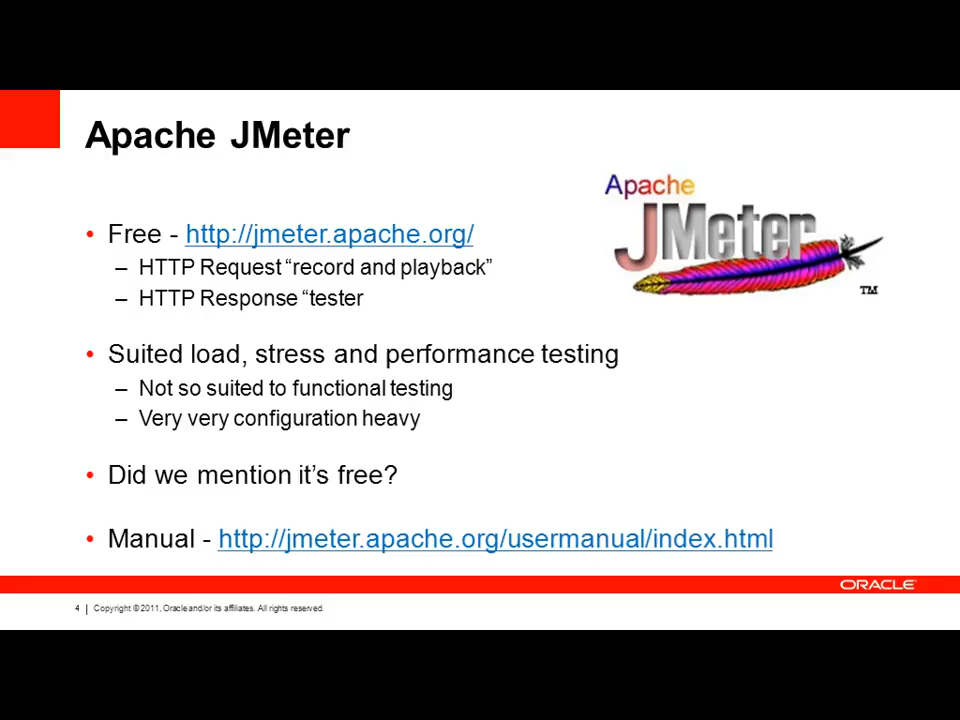 Apache JMeter
Apache
JMeter
TM
• Free - http://jmeter.apache.org/
– HTTP Request “record and playback”
– HTTP Response “tester
• Suited load, stress and performance testing
– Not so suited to functional testing
– Very very configuration heavy
• Did we mention it’s free?
• Manual - http://jmeter.apache.org/usermanual/index.html
ORACLE
4 | Copyright © 2011, Oracle and/or its affiliates. All rights reserved.